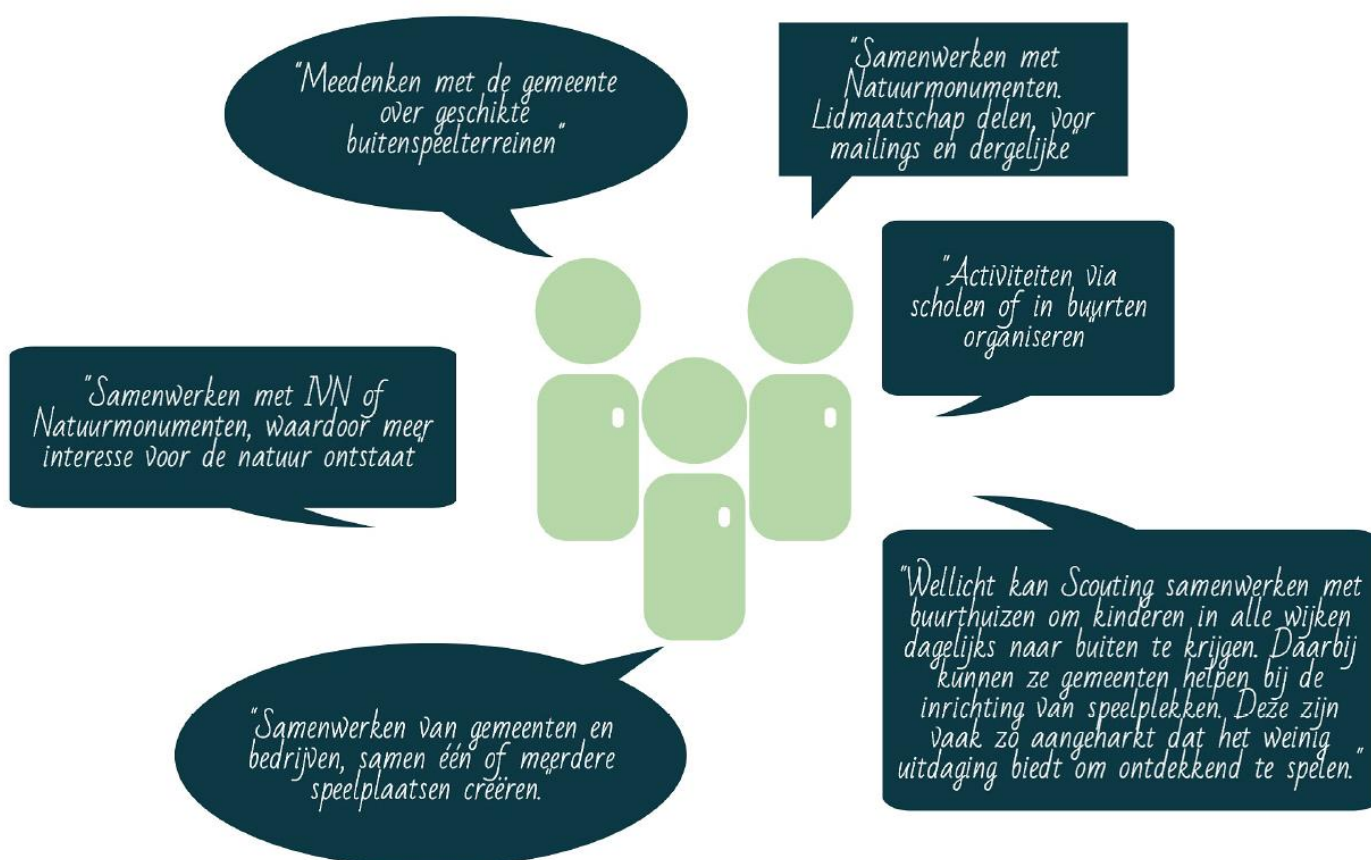 "Meedenken met de gemeente
over geschikte
buitenspeelterreinen"
"Samenwerken met
Natuurmonumenten.
Lidmaatschap delen, voor
mailings en dergelijke"
"Activiteiten via
scholen of in buurten
organiseren"
"Samenwerken met IVN of
Natuurmonumenten, waardoor meer
interesse voor de natuur ontstaat"
"Wellicht kan Scouting samenwerken met
buurthuizen om kinderen in alle wijken
dagelijks naar buiten te krijgen. Daarbij
kunnen ze gemeenten helpen bij de
inrichting van speelplekken. Deze zijn
vaak zo aangeharkt dat het weinig
uitdaging biedt om ontdekkend te spelen."
"Samenwerken van gemeenten en
bedrijven, samen één of meerdere
speelplaatsen creëren."